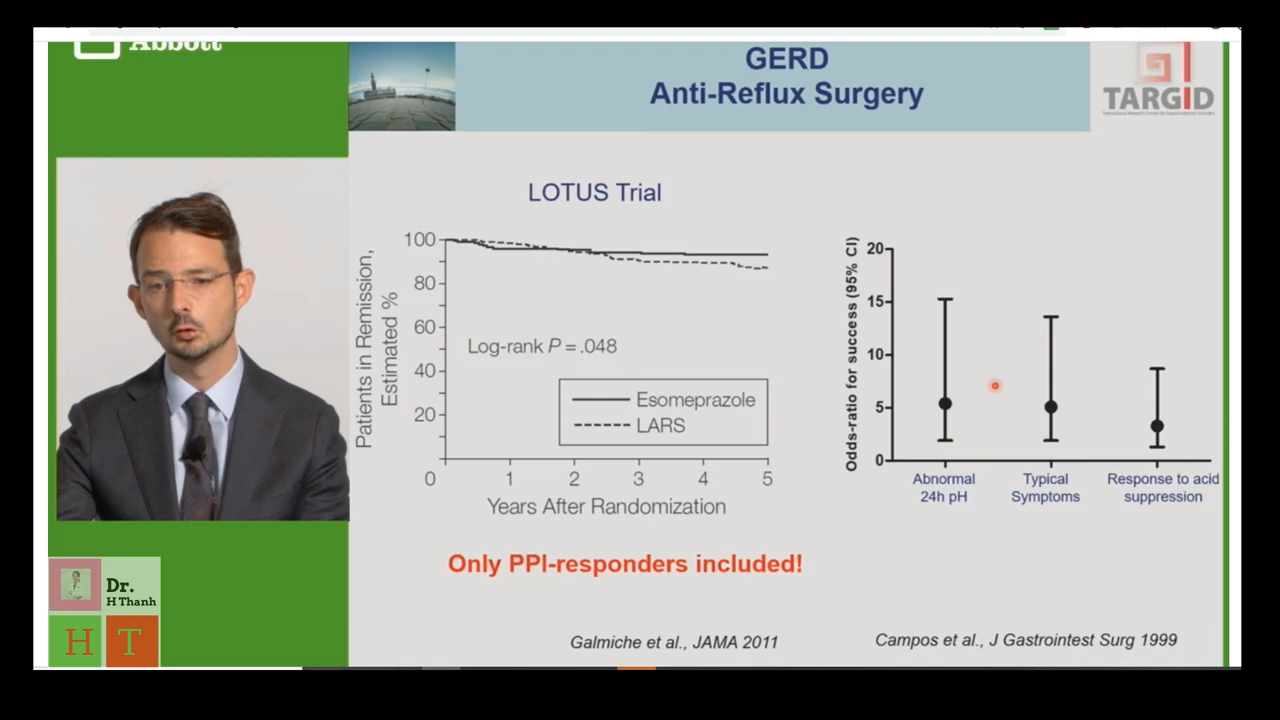 Abbott
GERD
Anti-Reflux Surgery
TARGID
LOTUS Trial
Patients in Remission,
Estimated %
100
80
60
40
20
0
1
2
3
4
5
Log-rank P = .048
Esomeprazole
LARS
Years After Randomization
Only PPI-responders included!
Galmiche et al., JAMA 2011
Odds-ratio for success (95% CI)
20
15
10
5
0
Abnormal
24h pH
Typical
Symptoms
Response to acid
suppression
Campos et al., J Gastrointest Surg 1999
Dr.
H Thanh
H T